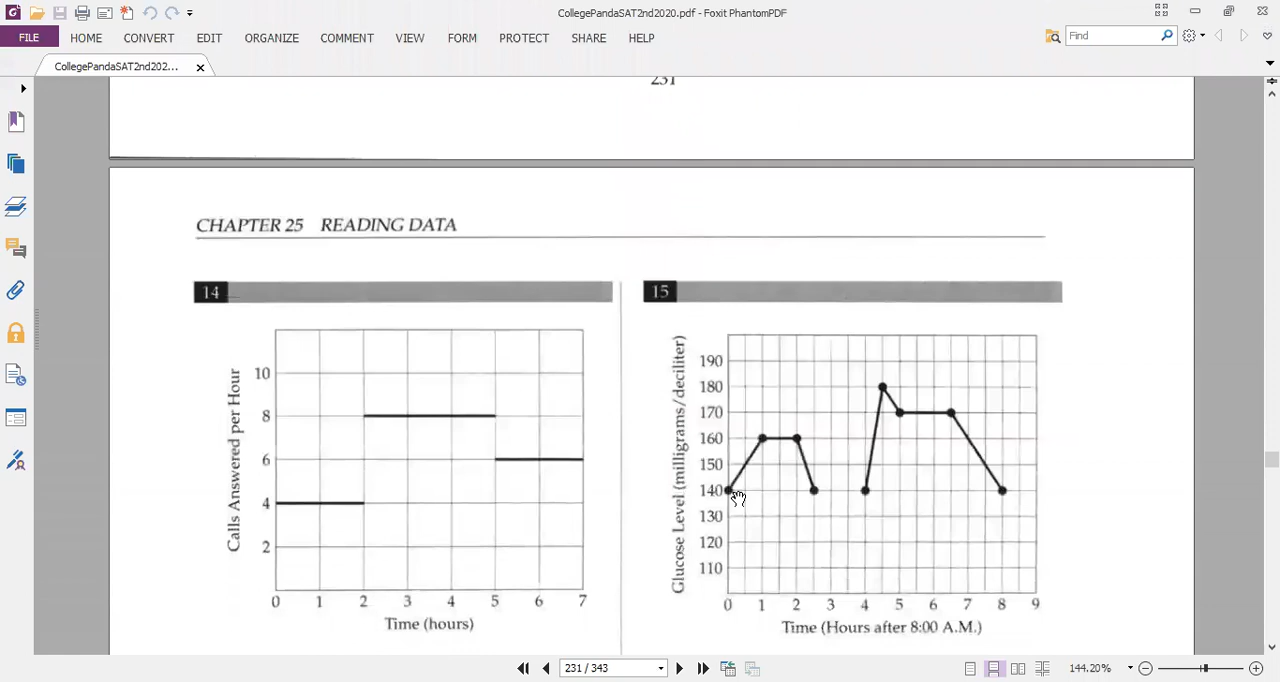 CollegePandaSAT2nd2020.pdf - Foxit PhantomPDF
FILE HOME CONVERT EDIT ORGANIZE COMMENT VIEW FORM PROTECT SHARE HELP
Find
CollegePandaSAT2nd202...
231
CHAPTER 25 READING DATA
14
Calls Answered per Hour
10
8
6
4
2
0 1 2 3 4 5 6 7
Time (hours)
15
Glucose Level (milligrams/deciliter)
190
180
170
160
150
140
130
120
110
0 1 2 3 4 5 6 7 8 9
Time (Hours after 8:00 A.M.)
231 / 343
144.20%